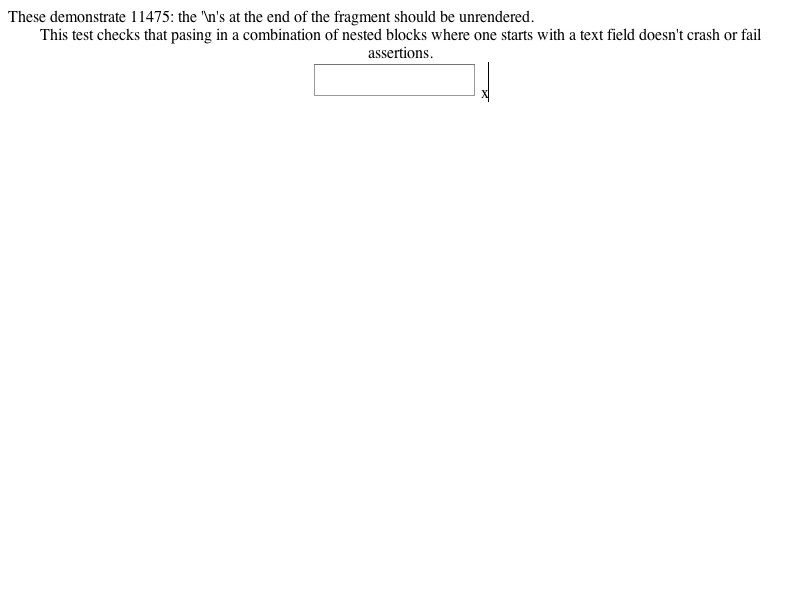 These demonstrate 11475: the '\n's at the end of the fragment should be unrendered.
This test checks that pasing in a combination of nested blocks where one starts with a text field doesn't crash or fail
assertions.
x